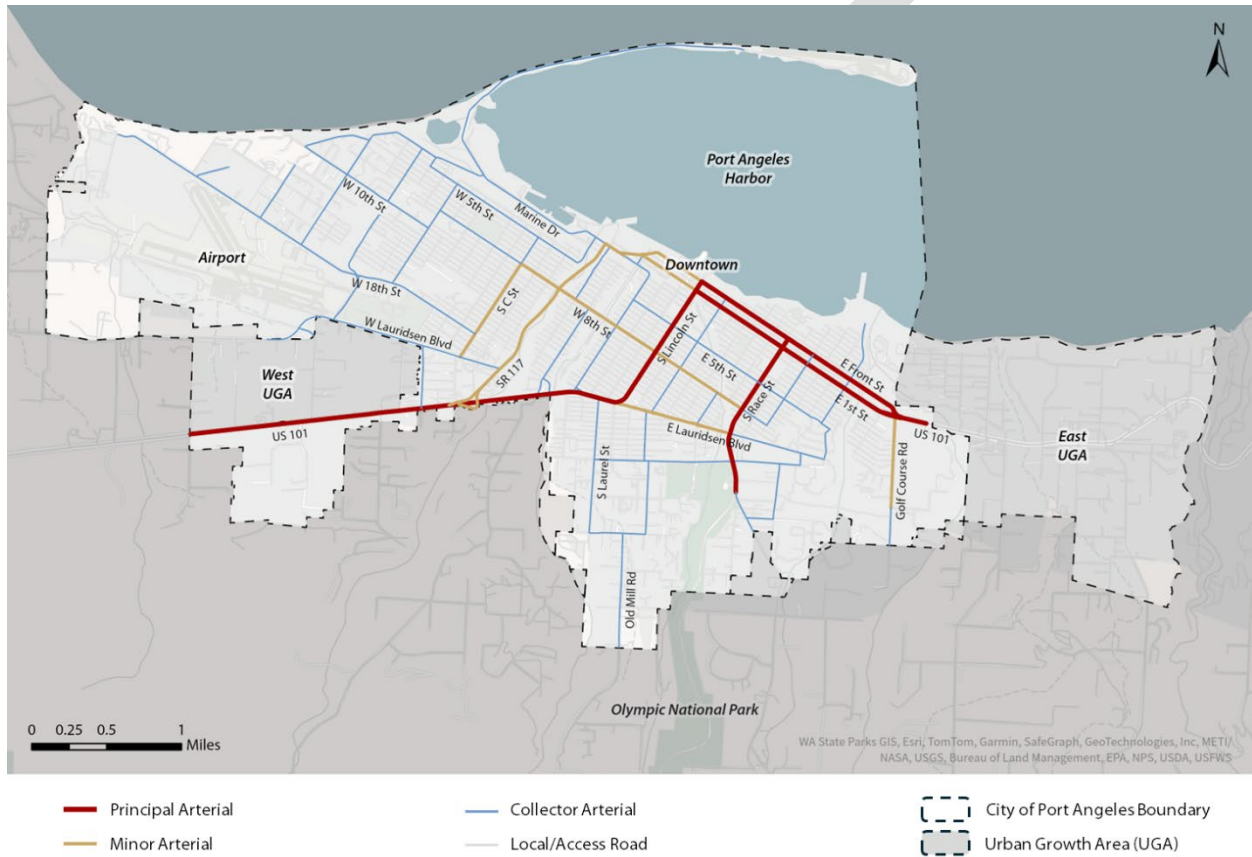 N
Port Angeles
Harbor
W 10th St
W 5th St
Marine Dr
Airport
Downtown
W 18th St
S C St
W Lauridsen Blvd
W 8th St
S Lincoln St
E 5th St
E Front St
SR 117
S Race St
E 1st St
West
UGA
US 101
US 101
East
UGA
E Lauridsen Blvd
S Laurel St
Golf Course Rd
Old Mill Rd
Olympic National Park
0 0.25 0.5 1
Miles
WA State Parks GIS, Esri, TomTom, Garmin, SafeGraph, GeoTechnologies, Inc, METI/
NASA, USGS, Bureau of Land Management, EPA, NPS, USDA, USFWS
Principal Arterial
Collector Arterial
City of Port Angeles Boundary
Minor Arterial
Local/Access Road
Urban Growth Area (UGA)